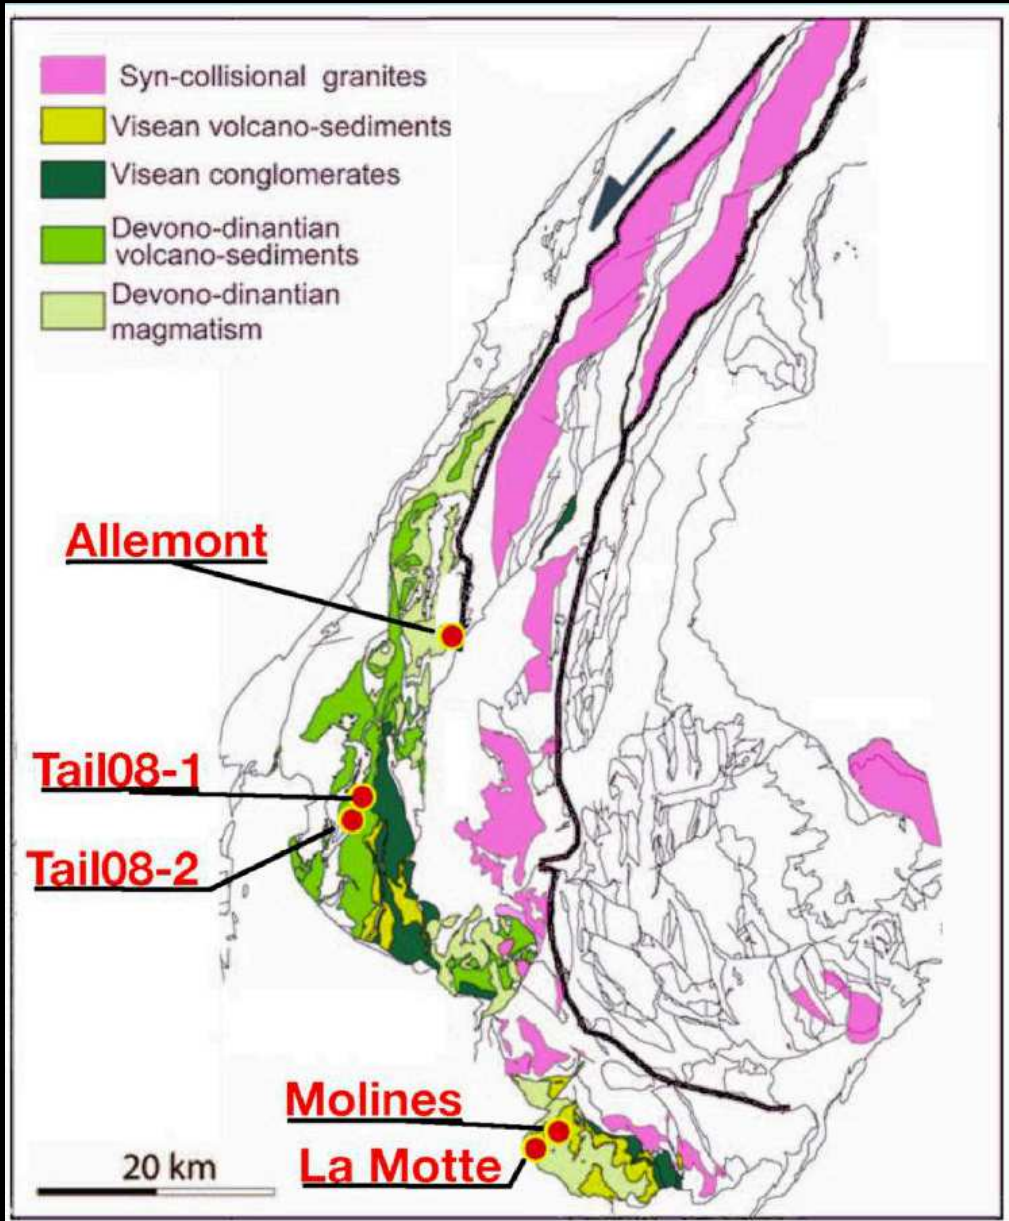 Syn-collisional granites
Visean volcano-sediments
Visean conglomerates
Devono-dinantian
volcano-sediments
Devono-dinantian
magmatism
Allemont
Tail08-1
Tail08-2
Molines
La Motte
20 km